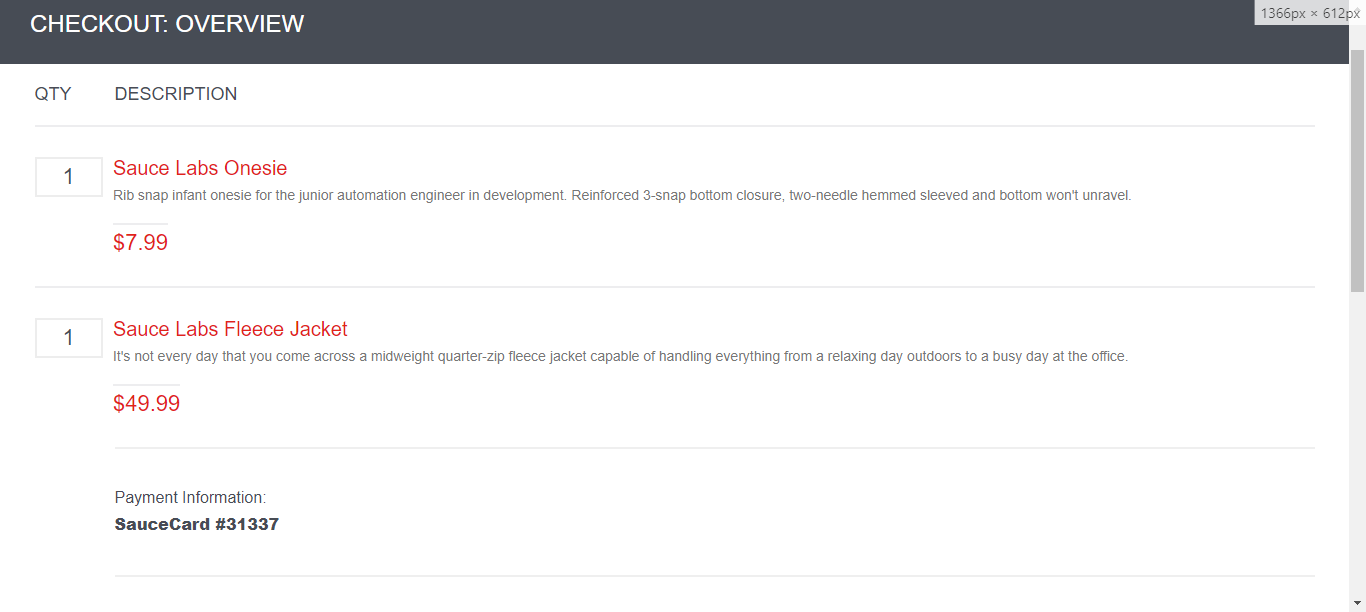 CHECKOUT: OVERVIEW
1366px × 612px
QTY DESCRIPTION
1 Sauce Labs Onesie
Rib snap infant onesie for the junior automation engineer in development. Reinforced 3-snap bottom closure, two-needle hemmed sleeved and bottom won't unravel.
$7.99
1 Sauce Labs Fleece Jacket
It's not every day that you come across a midweight quarter-zip fleece jacket capable of handling everything from a relaxing day outdoors to a busy day at the office.
$49.99
Payment Information:
SauceCard #31337